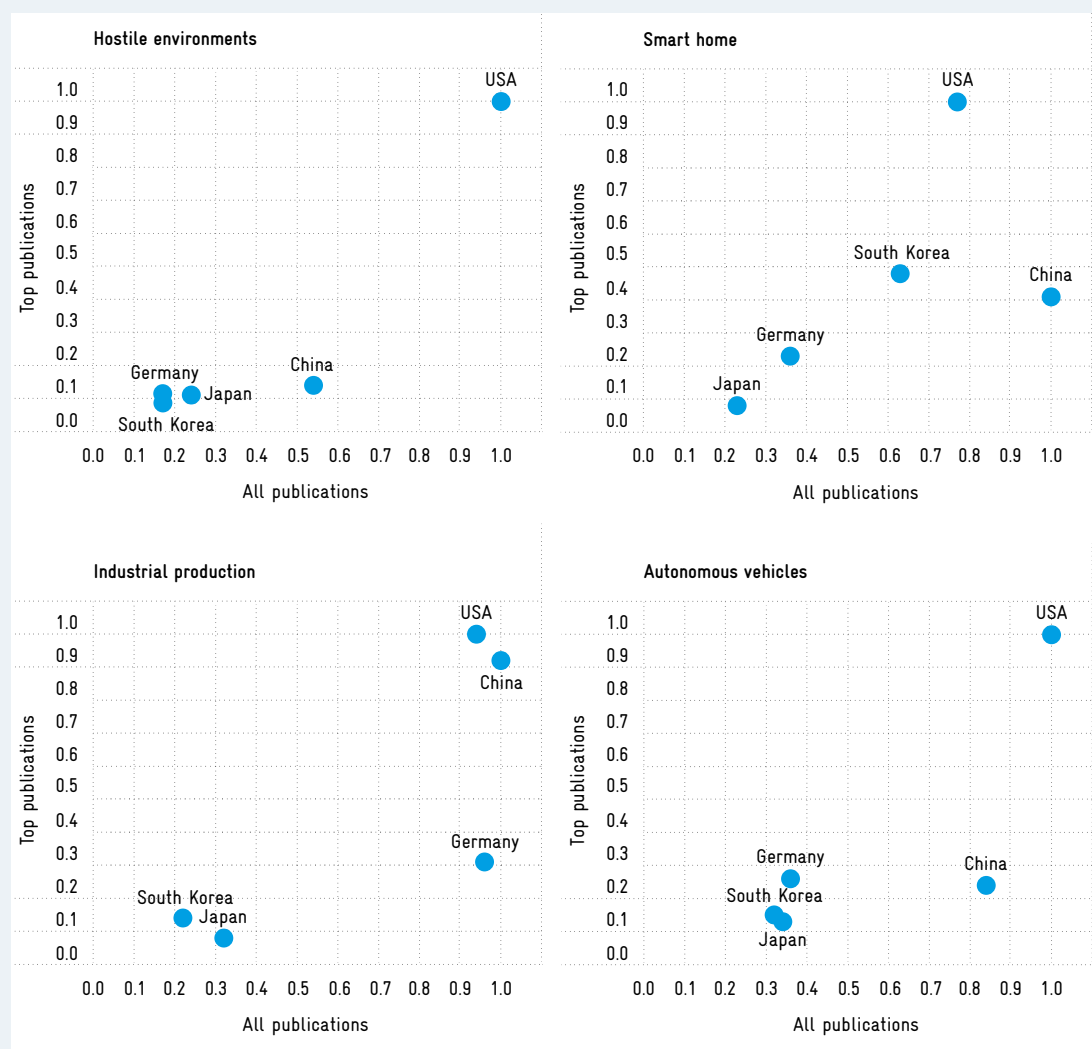 Hostile environments
Top publications
1.0
0.9
0.8
0.7
0.6
0.5
0.4
0.3
0.2
0.1
0.0
USA
China
Germany
Japan
South Korea
0.0 0.1 0.2 0.3 0.4 0.5 0.6 0.7 0.8 0.9 1.0
All publications
Smart home
Top publications
1.0
0.9
0.8
0.7
0.6
0.5
0.4
0.3
0.2
0.1
0.0
USA
South Korea
China
Germany
Japan
0.0 0.1 0.2 0.3 0.4 0.5 0.6 0.7 0.8 0.9 1.0
All publications
Industrial production
Top publications
1.0
0.9
0.8
0.7
0.6
0.5
0.4
0.3
0.2
0.1
0.0
USA
China
Germany
South Korea
Japan
0.0 0.1 0.2 0.3 0.4 0.5 0.6 0.7 0.8 0.9 1.0
All publications
Autonomous vehicles
Top publications
1.0
0.9
0.8
0.7
0.6
0.5
0.4
0.3
0.2
0.1
0.0
USA
Germany
China
South Korea
Japan
0.0 0.1 0.2 0.3 0.4 0.5 0.6 0.7 0.8 0.9 1.0
All publications